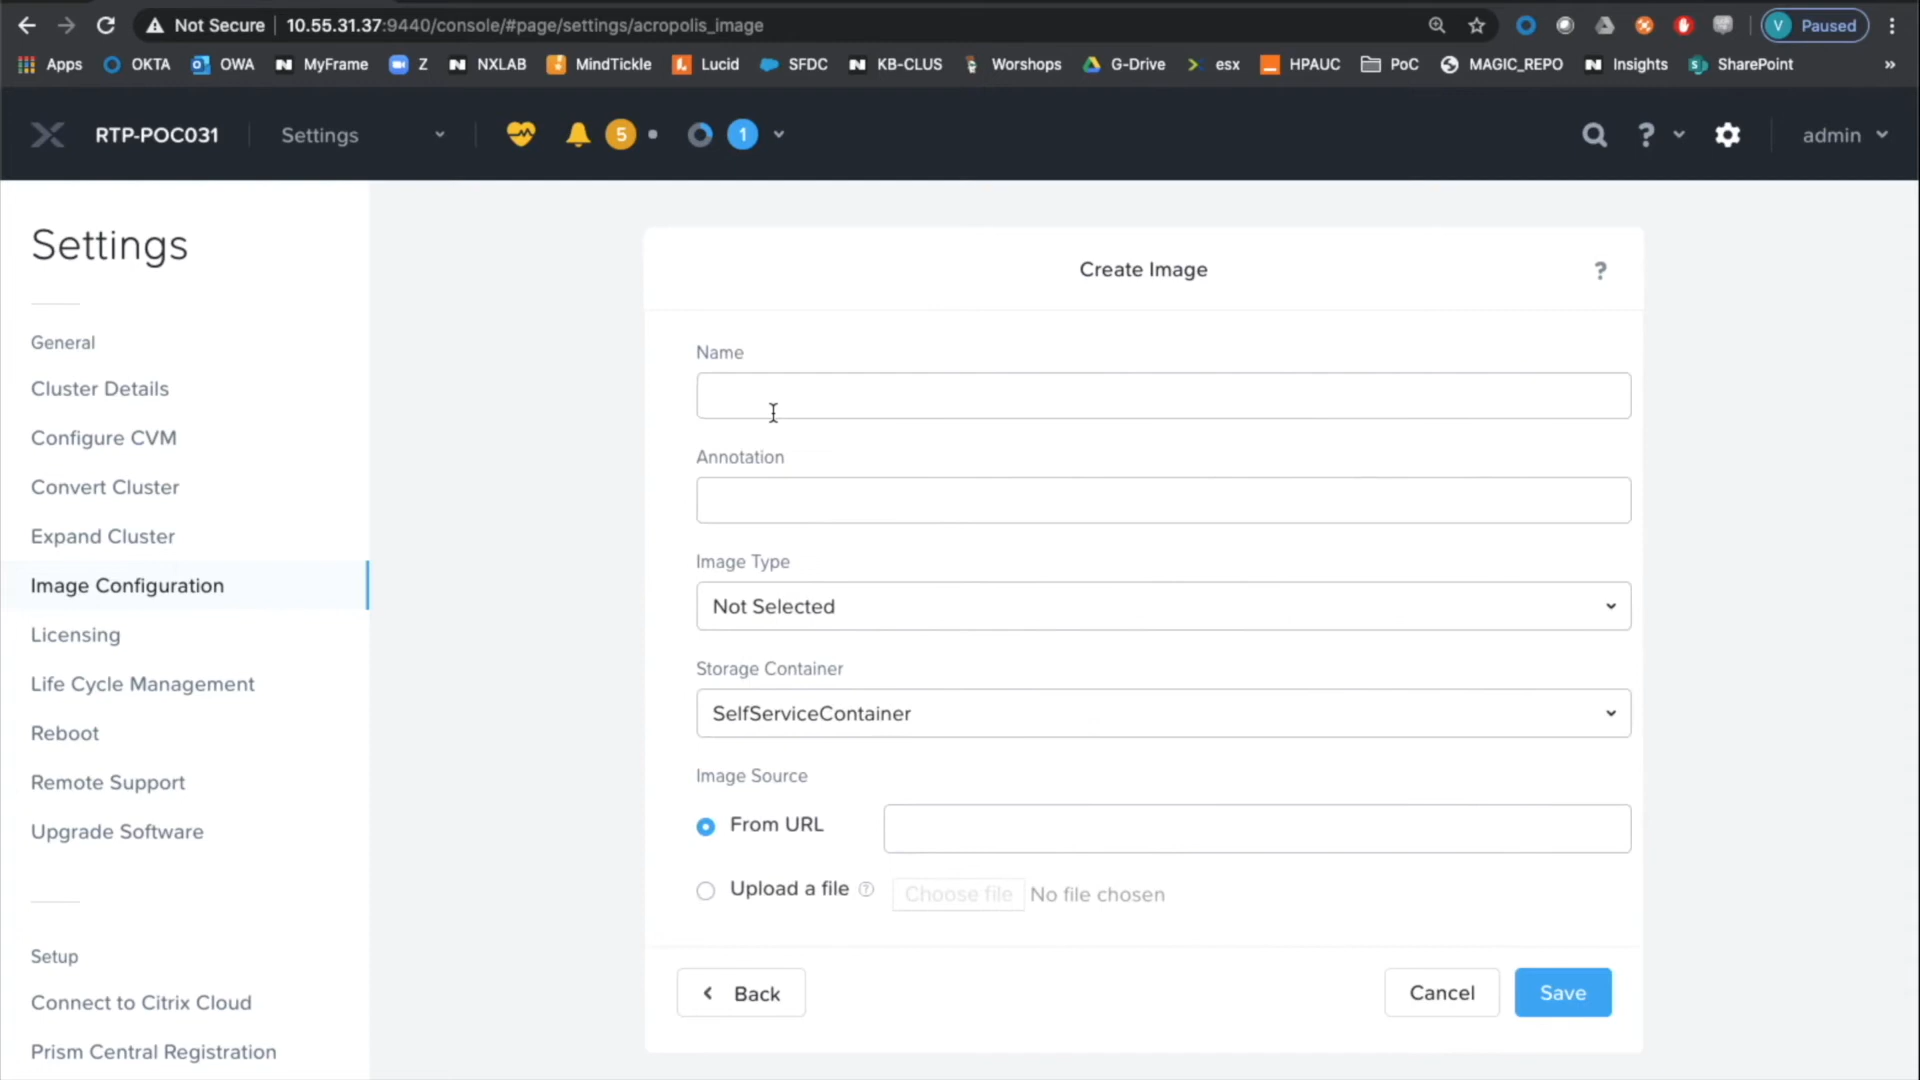 Not Secure 10.55.31.37:9440/console/#page/settings/acropolis_image V Paused
Apps OKTA OWA MyFrame Z NXLAB MindTickle Lucid SFDC KB-CLUS Worshops G-Drive esx HPAUC PoC MAGIC_REPO Insights SharePoint »
RTP-POC031 Settings 5 1 ? admin
Settings
General
Cluster Details
Configure CVM
Convert Cluster
Expand Cluster
Image Configuration
Licensing
Life Cycle Management
Reboot
Remote Support
Upgrade Software
Setup
Connect to Citrix Cloud
Prism Central Registration
Create Image ?
Name
Annotation
Image Type
Not Selected
Storage Container
SelfServiceContainer
Image Source
From URL
Upload a file ? Choose file No file chosen
Back Cancel Save